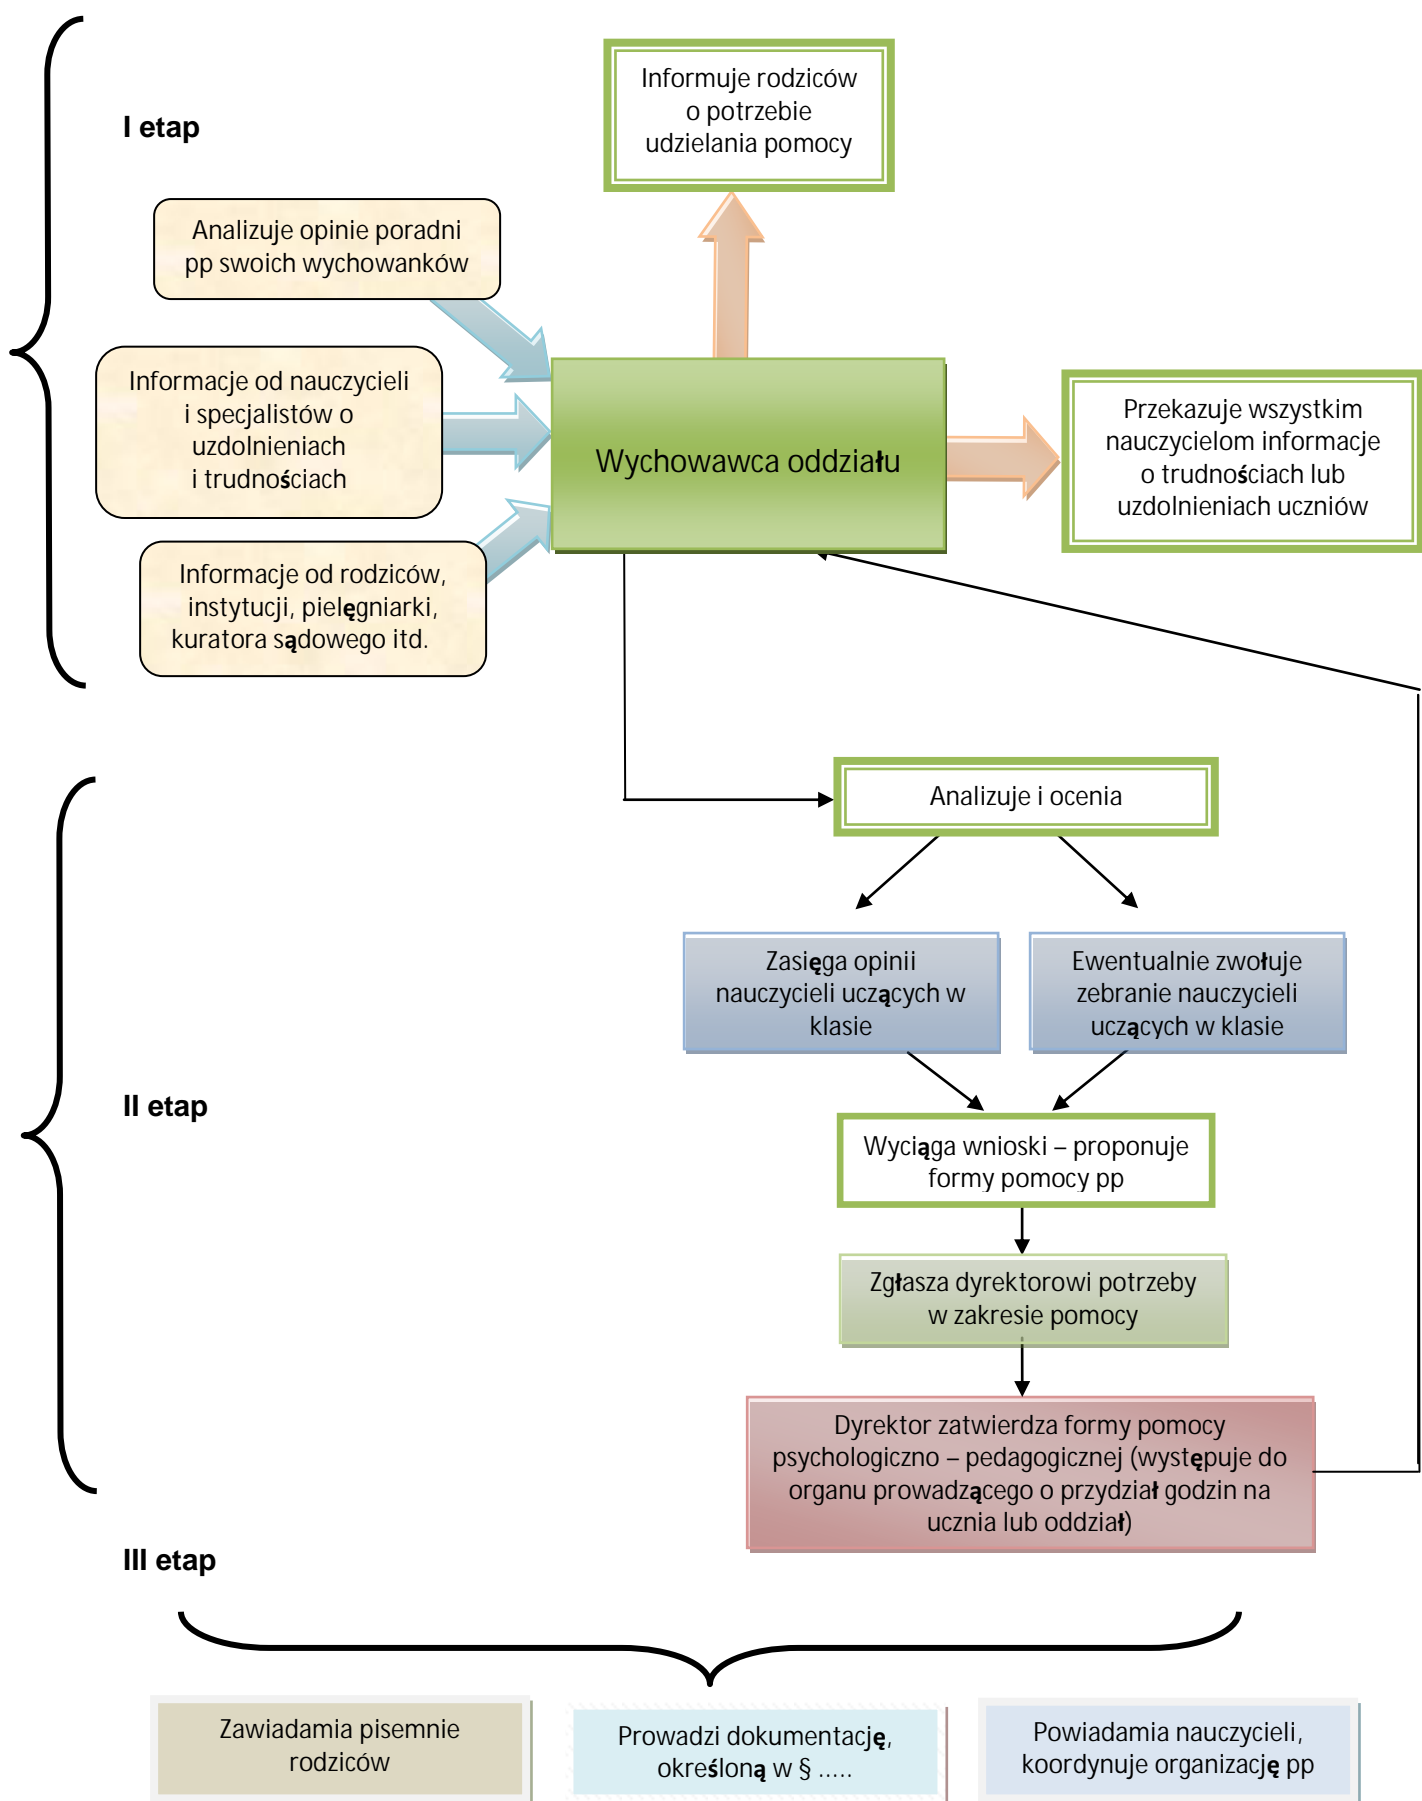 I etap
Informuje rodziców
o potrzebie
udzielania pomocy
Analizuje opinie poradni
pp swoich wychowanków
Informacje od nauczycieli
i specjalistów o
uzdolnieniach
i trudnościach
Wychowawca oddziału
Przekazuje wszystkim
nauczycielom informacje
o trudnościach lub
uzdolnieniach uczniów
Informacje od rodziców,
instytucji, pielęgniarki,
kuratora sądowego itd.
II etap
Analizuje i ocenia
Zasięga opinii
nauczycieli uczących w
klasie
Ewentualnie zwołuje
zebranie nauczycieli
uczących w klasie
Wyciąga wnioski – proponuje
formy pomocy pp
Zgłasza dyrektorowi potrzeby
w zakresie pomocy
Dyrektor zatwierdza formy pomocy
psychologiczno – pedagogicznej (występuje do
organu prowadzącego o przydział godzin na
ucznia lub oddział)
III etap
Zawiadamia pisemnie
rodziców
Prowadzi dokumentację,
określoną w § .....
Powiadamia nauczycieli,
koordynuje organizację pp